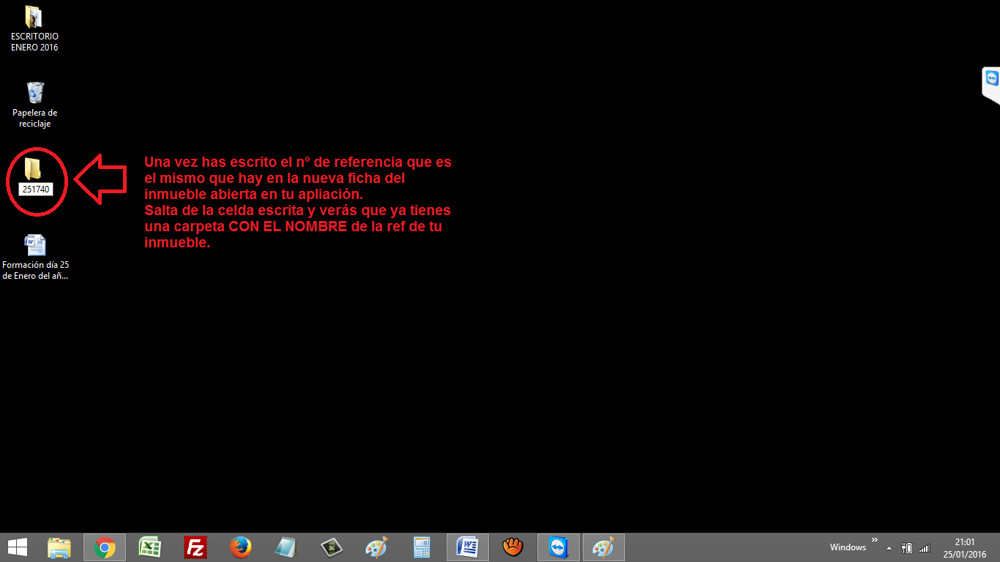 ESCRITORIO
ENERO 2016
Papelera de
reciclaje
251740
Una vez has escrito el nº de referencia que es
el mismo que hay en la nueva ficha del
inmueble abierta en tu apliación.
Salta de la celda escrita y verás que ya tienes
una carpeta CON EL NOMBRE de la ref de tu
inmueble.
Formación día 25
de Enero del añ...
Windows
21:01
25/01/2016